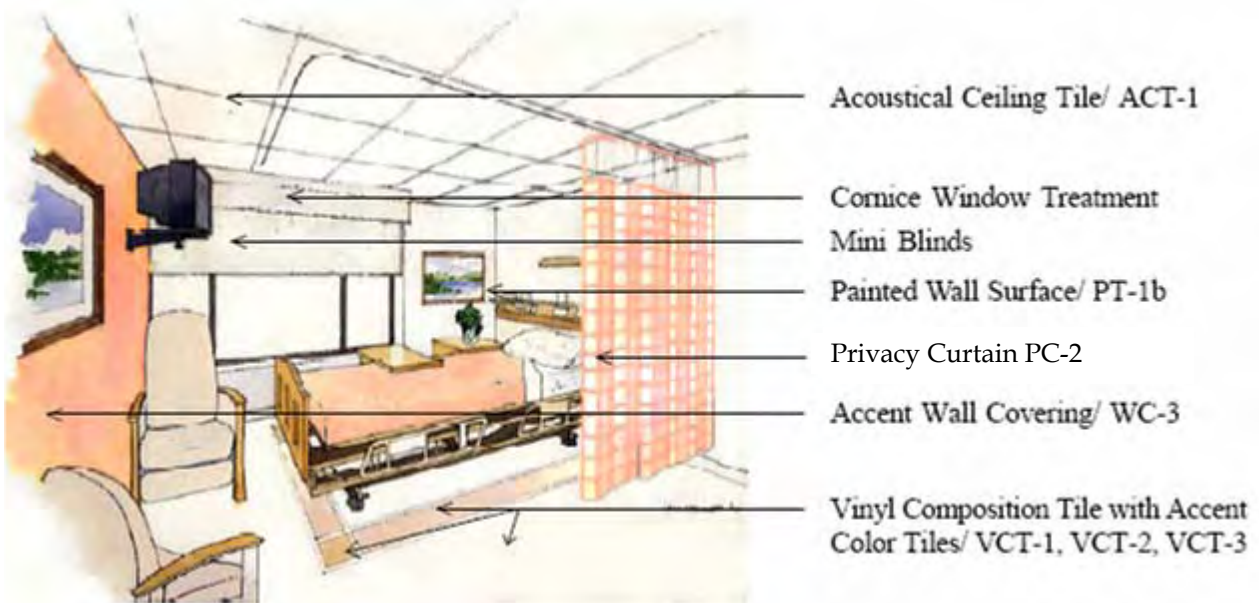 Acoustical Ceiling Tile/ ACT-1
Cornice Window Treatment
Mini Blinds
Painted Wall Surface/ PT-1b
Privacy Curtain PC-2
Accent Wall Covering/ WC-3
Vinyl Composition Tile with Accent
Color Tiles/ VCT-1, VCT-2, VCT-3